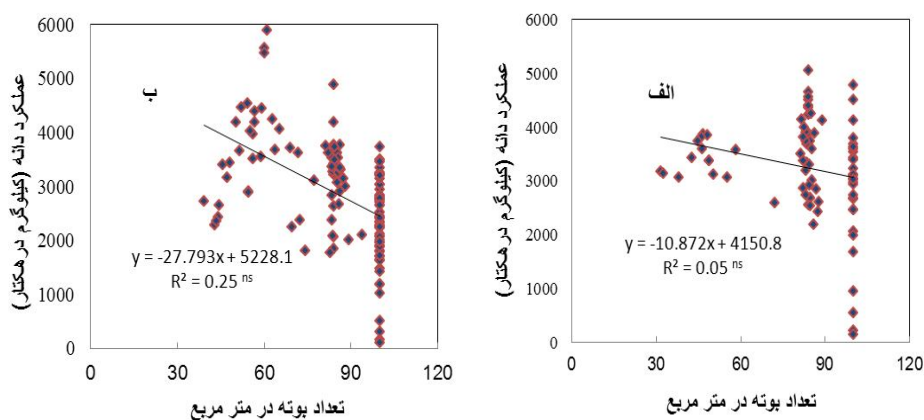 الف
عملکرد دانه (کیلوگرم در هکتار)
6000
5000
4000
3000
2000
1000
0
y = -10.872x + 4150.8
R² = 0.05 ns
0 30 60 90 120
تعداد بوته در متر مربع
ب
عملکرد دانه (کیلوگرم در هکتار)
6000
5000
4000
3000
2000
1000
0
y = -27.793x + 5228.1
R² = 0.25 ns
0 30 60 90 120
تعداد بوته در متر مربع